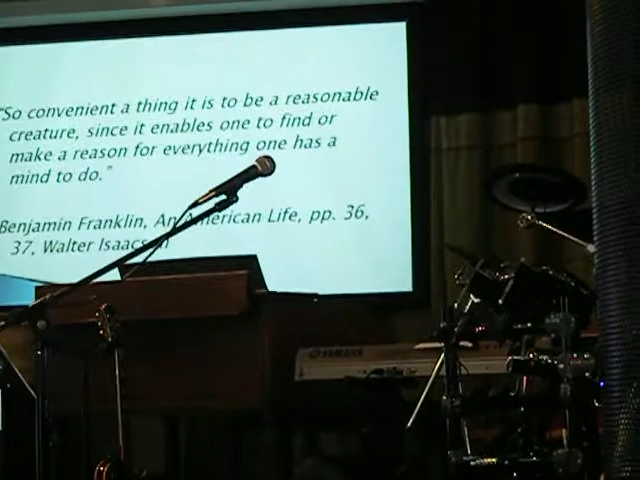 "So convenient a thing it is to be a reasonable
creature, since it enables one to find or
make a reason for everything one has a
mind to do."
Benjamin Franklin, An American Life, pp. 36,
37, Walter Isaacson
YAMAHA